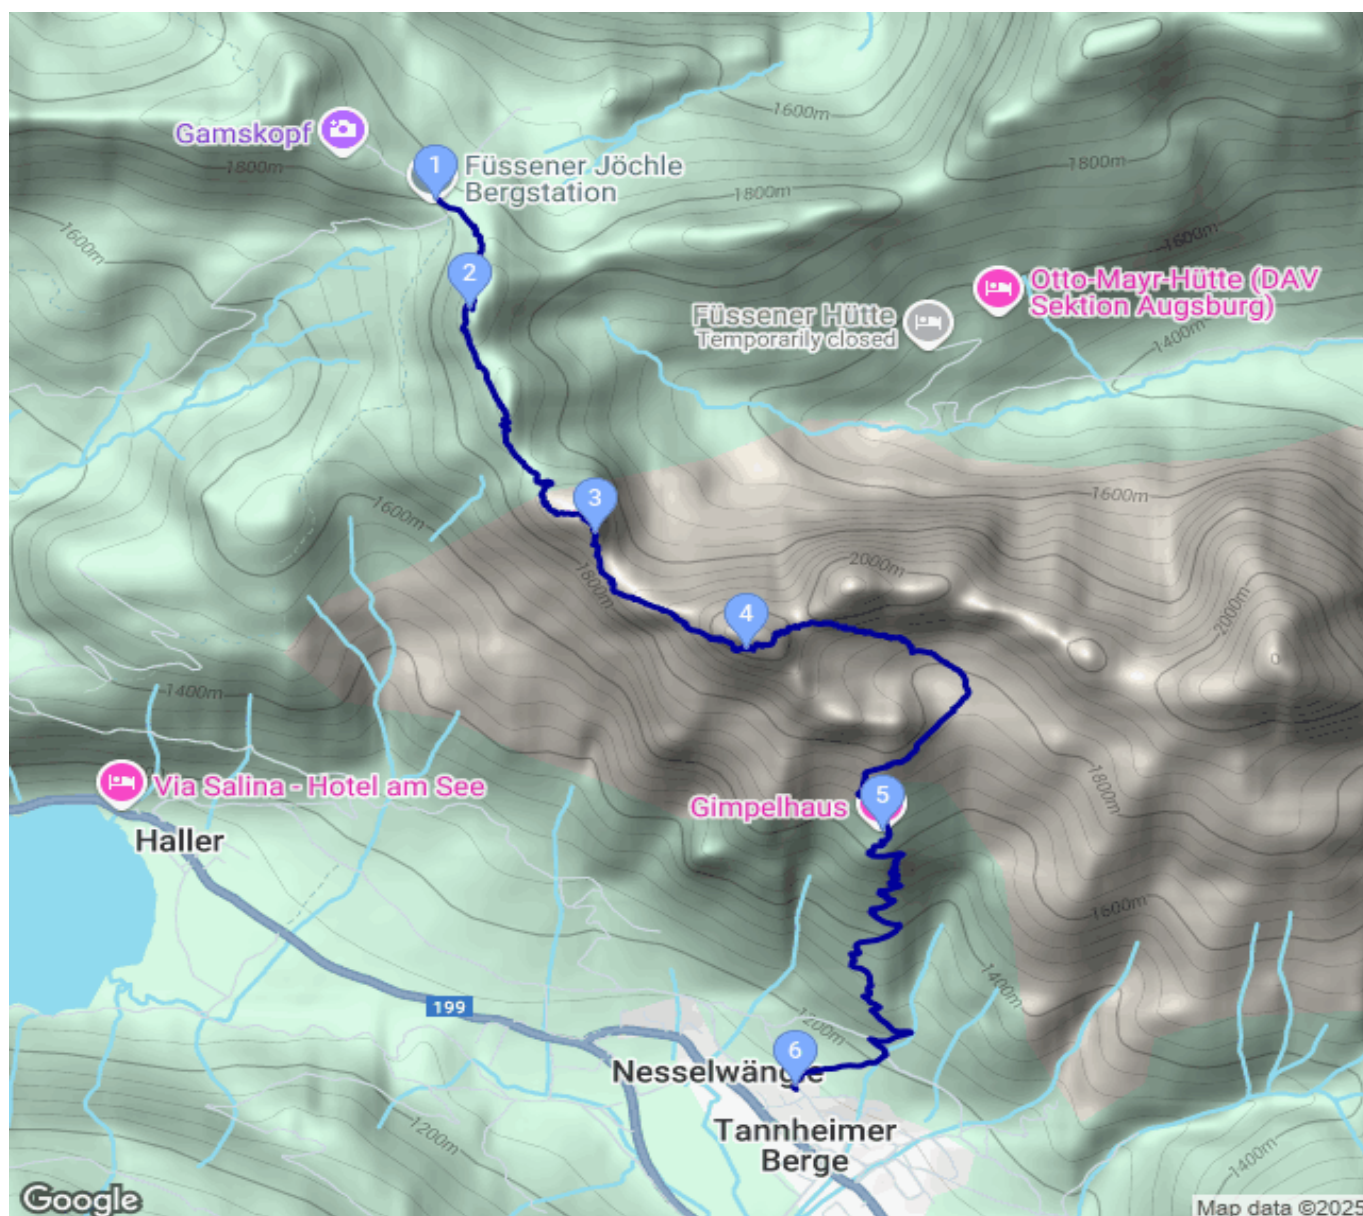 1600m
Gamskopf
1
Füssener Jöchle
Bergstation
1800m
1800m
1800m
1600m
1600m
2
Otto-Mayr-Hütte (DAV
Sektion Augsburg)
Füssener Hütte
Temporarily closed
1400m
3
1600m
1600m
1800m
2000m
2000m
4
1400m
1800m
Via Salina - Hotel am See
Gimpelhaus
5
Haller
1600m
1400m
199
1200m
6
Nesselwängle
Tannheimer
Berge
1200m
1400m
Google
Map data ©2025